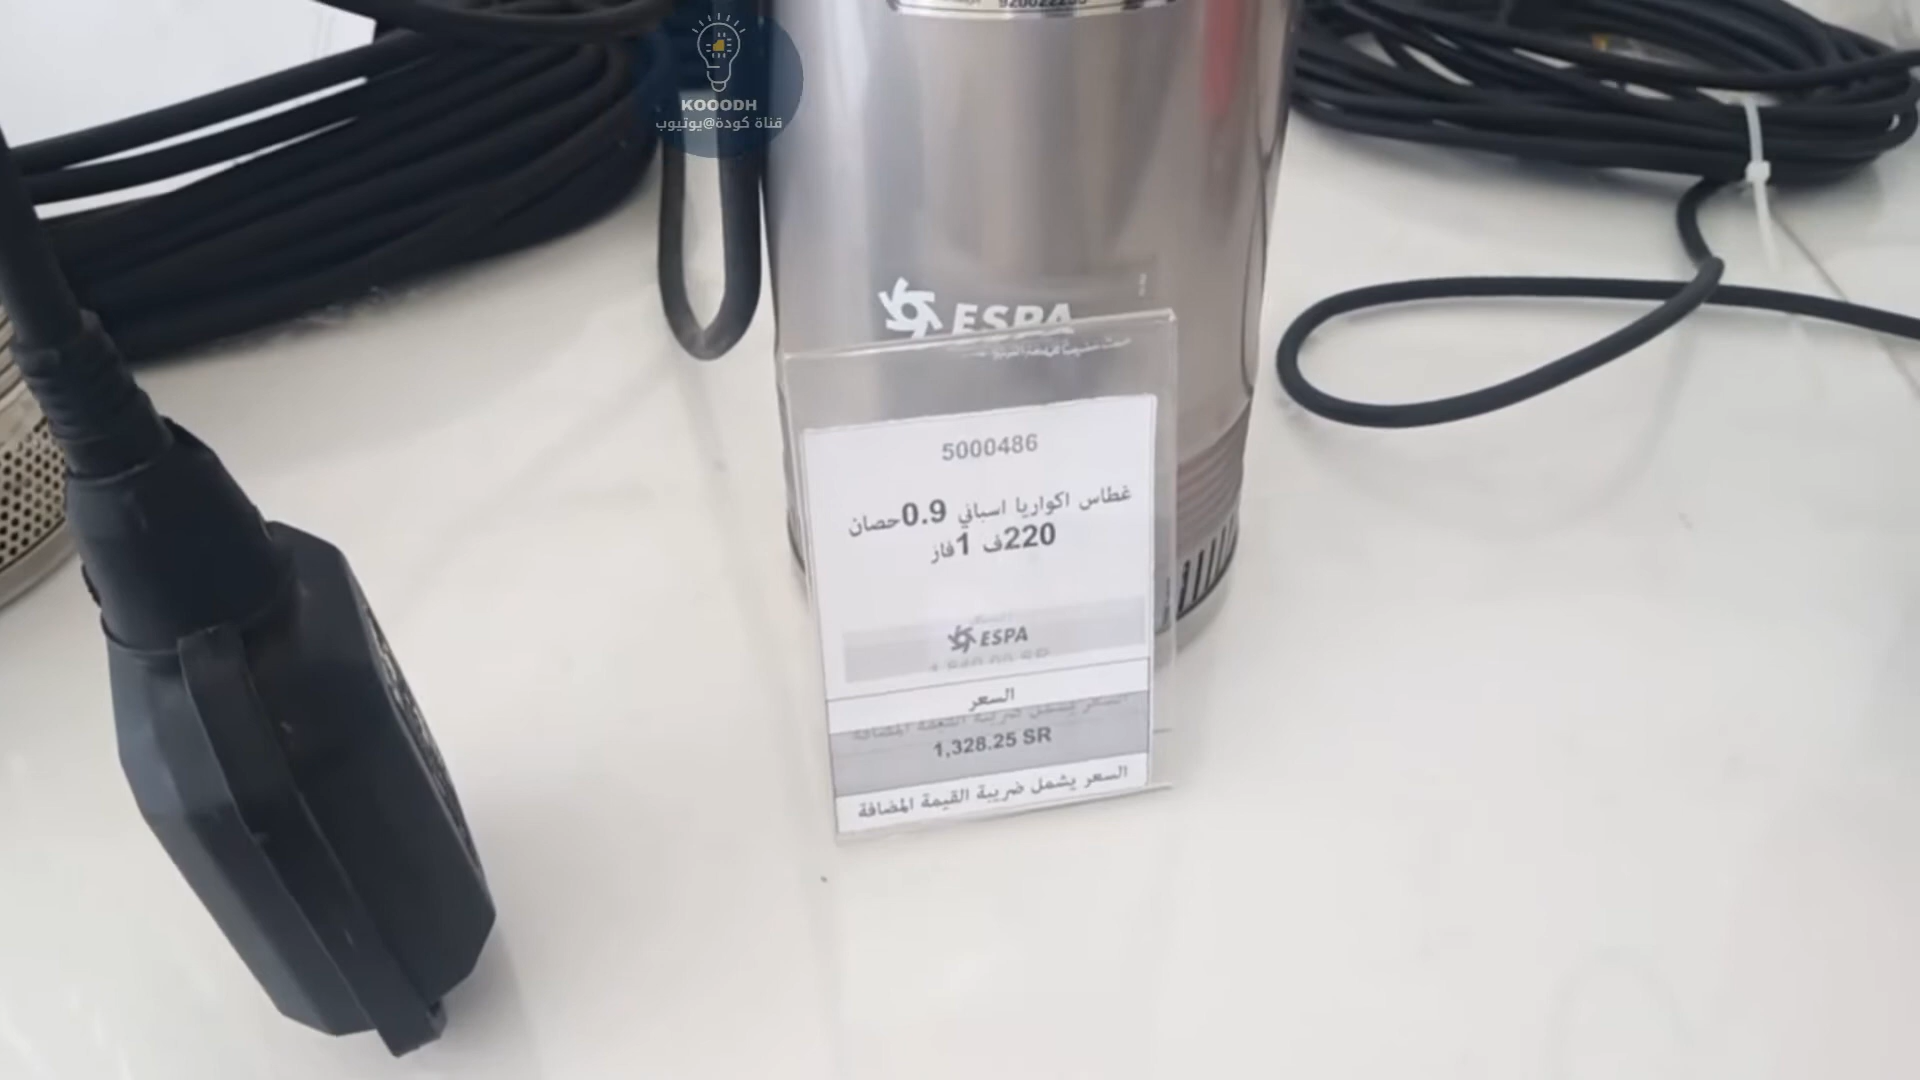 KOOODH
قناة كودة@يوتيوب
ESPA
5000486
غطاس اكواريا اسباني 0.9حصان
220ف 1فاز
ESPA
السعر
1,328.25 SR
السعر يشمل ضريبة القيمة المضافة